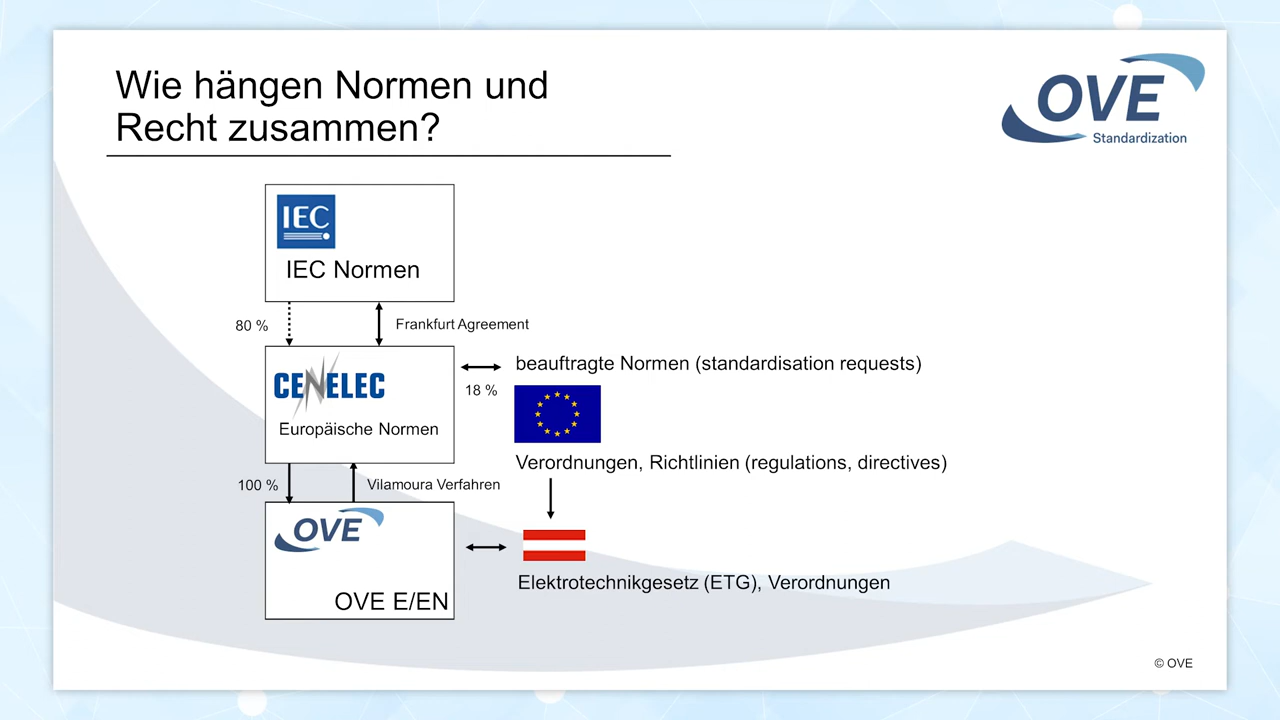 Wie hängen Normen und
Recht zusammen?
OVE
Standardization
IEC
IEC Normen
80 %
Frankfurt Agreement
CENELEC
Europäische Normen
beauftragte Normen (standardisation requests)
18 %
Verordnungen, Richtlinien (regulations, directives)
100 %
Vilamoura Verfahren
OVE
OVE E/EN
Elektrotechnikgesetz (ETG), Verordnungen
© OVE